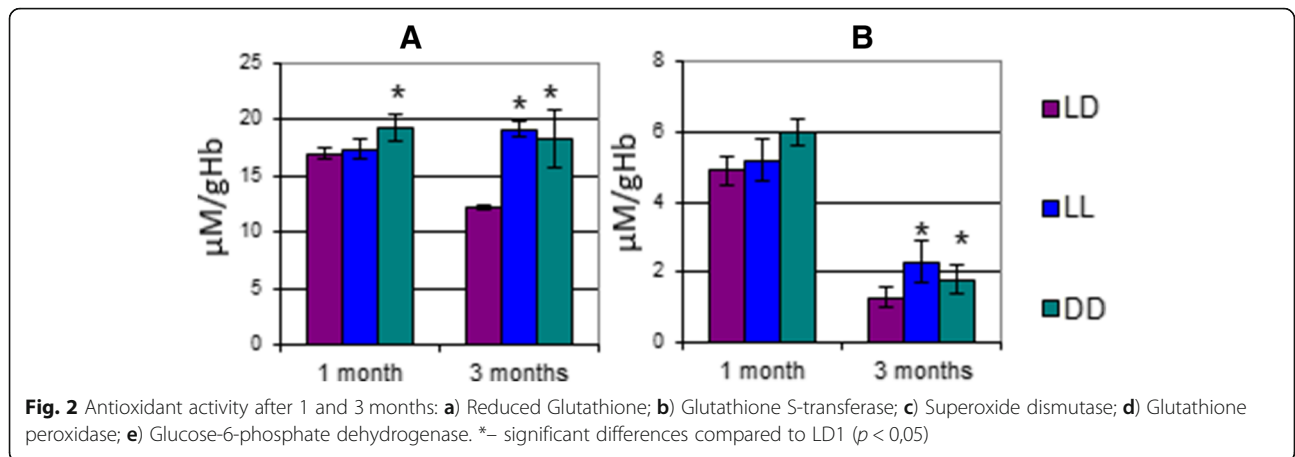 A
B
25
20
15
10
5
0
µM/gHb
* * *
1 month 3 months
8
6
4
2
0
µM/gHb
* *
1 month 3 months
LD
LL
DD
Fig. 2 Antioxidant activity after 1 and 3 months: a) Reduced Glutathione; b) Glutathione S-transferase; c) Superoxide dismutase; d) Glutathione
peroxidase; e) Glucose-6-phosphate dehydrogenase. *– significant differences compared to LD1 (p < 0,05)